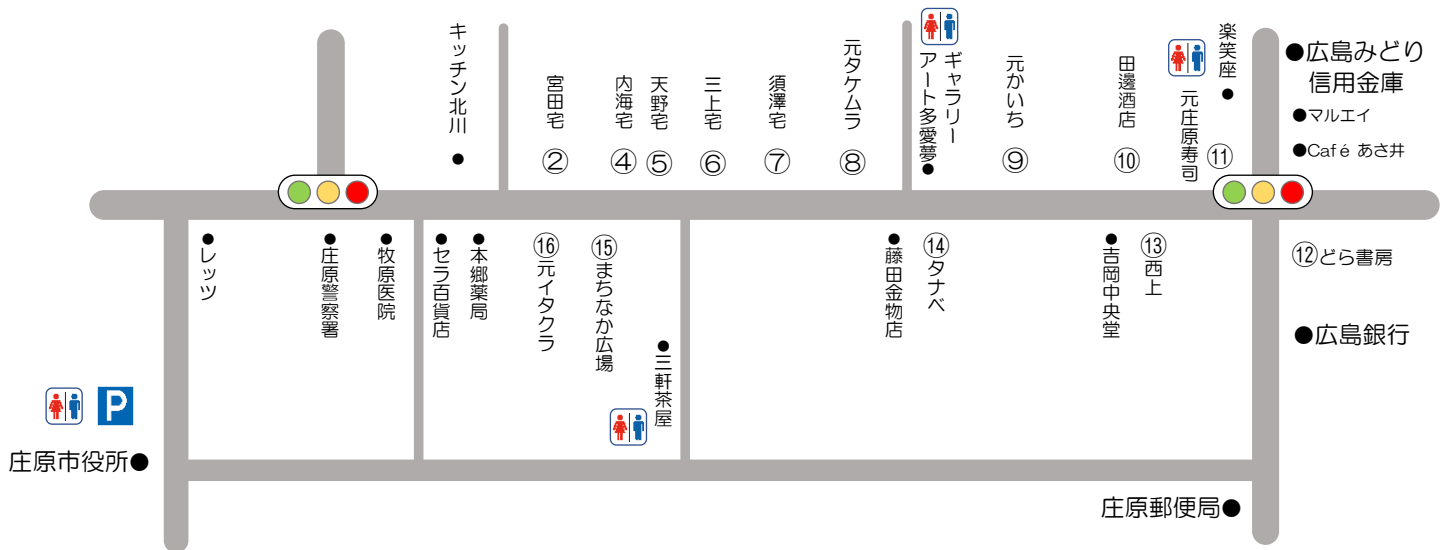 キッチン北川
宮田宅
②
内海宅
④
天野宅
⑤
三上宅
⑥
須澤宅
⑦
元タケムラ
⑧
ギャラリー
アート多愛夢
元かいち
⑨
田邊酒店
⑩
元庄原寿司
楽笑座
⑪
広島みどり
信用金庫
マルエイ
Café あさ井
レッツ
庄原警察署
牧原医院
セラ百貨店
本郷薬局
⑯元イタクラ
⑮まちなか広場
三軒茶屋
藤田金物店
⑭タナベ
吉岡中央堂
⑬西上
⑫どら書房
広島銀行
P
庄原市役所
庄原郵便局